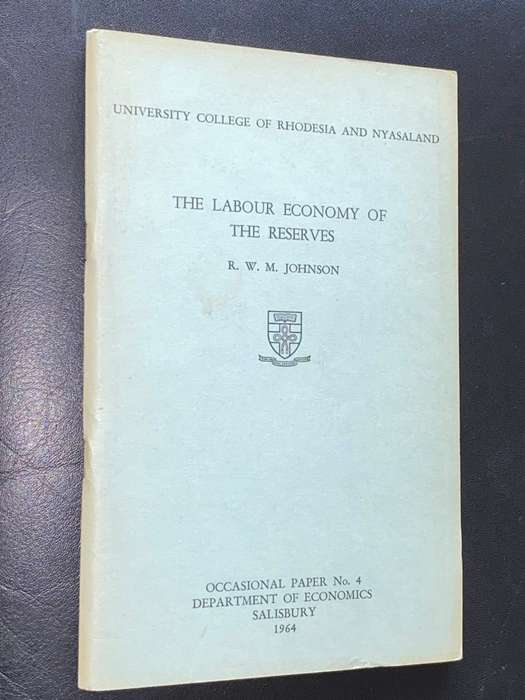 UNIVERSITY COLLEGE OF RHODESIA AND NYASALAND
THE LABOUR ECONOMY OF
THE RESERVES
R. W. M. JOHNSON
OCCASIONAL PAPER No. 4
DEPARTMENT OF ECONOMICS
SALISBURY
1964